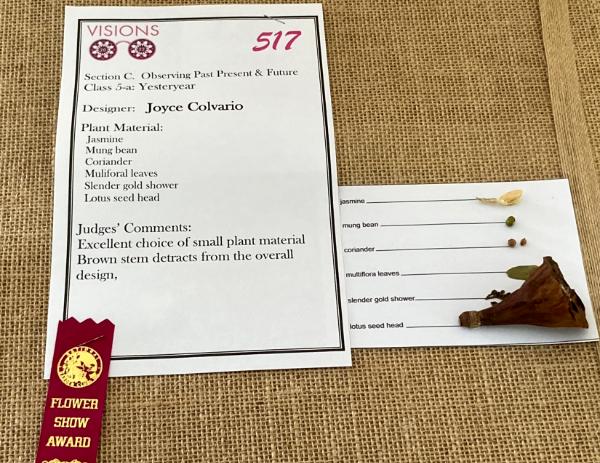 VISIONS
517
Section C. Observing Past Present & Future
Class 5-a: Yesteryear
Designer: Joyce Colvario
Plant Material:
Jasmine
Mung bean
Coriander
Muliforal leaves
Slender gold shower
Lotus seed head
Judges' Comments:
Excellent choice of small plant material
Brown stem detracts from the overall
design,
jasmine
mung bean
coriander
multiflora leaves
slender gold shower
lotus seed head
FLOWER
SHOW
AWARD